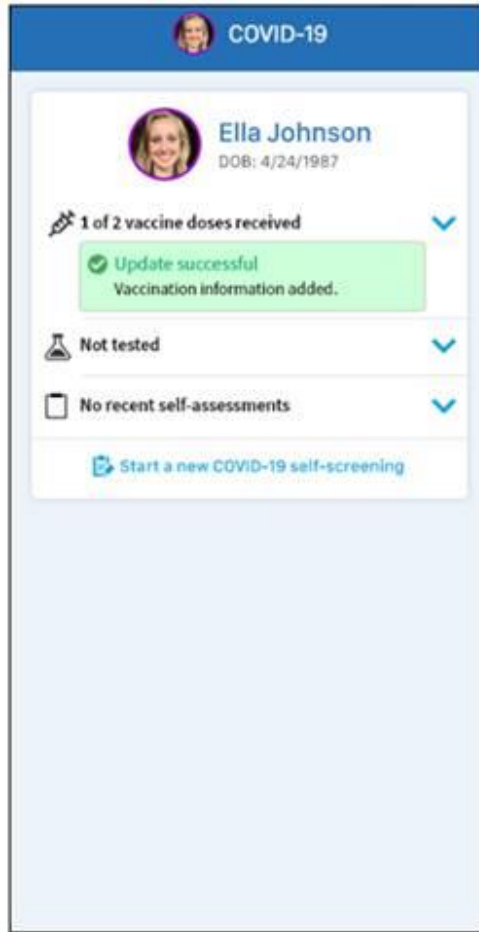 COVID-19
Ella Johnson
DOB: 4/24/1987
1 of 2 vaccine doses received
Update successful
Vaccination information added.
Not tested
No recent self-assessments
Start a new COVID-19 self-screening